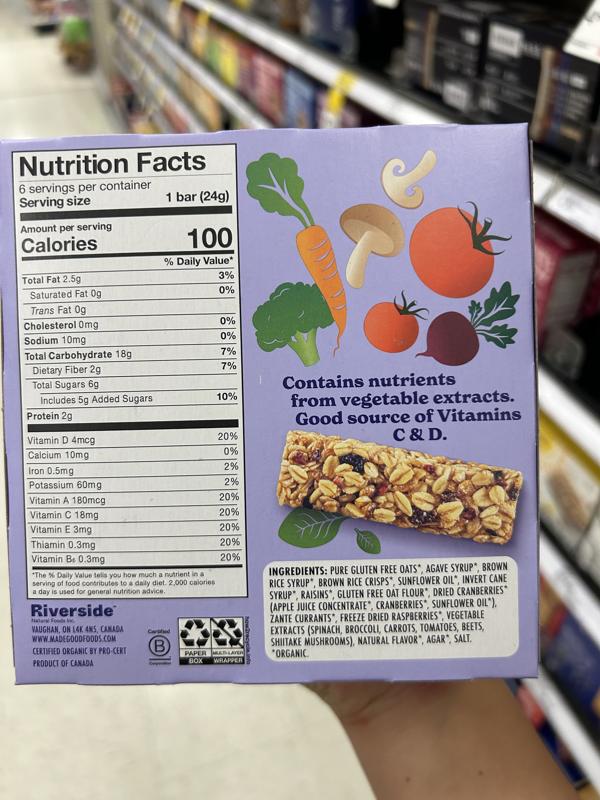 Nutrition Facts
6 servings per container
Serving size 1 bar (24g)
Amount per serving
Calories 100
% Daily Value*
Total Fat 2.5g 3%
Saturated Fat 0g 0%
Trans Fat 0g
Cholesterol 0mg 0%
Sodium 10mg 0%
Total Carbohydrate 18g 7%
Dietary Fiber 2g 7%
Total Sugars 6g
Includes 5g Added Sugars 10%
Protein 2g
Vitamin D 4mcg 20%
Calcium 10mg 0%
Iron 0.5mg 2%
Potassium 60mg 2%
Vitamin A 180mcg 20%
Vitamin C 18mg 20%
Vitamin E 3mg 20%
Thiamin 0.3mg 20%
Vitamin B₆ 0.3mg 20%
*The % Daily Value tells you how much a nutrient in a
serving of food contributes to a daily diet. 2,000 calories
a day is used for general nutrition advice.
Riverside™
Natural Foods Inc.
VAUGHAN, ON L4K 4N5, CANADA
WWW.MADEGOODFOODS.COM
CERTIFIED ORGANIC BY PRO-CERT
PRODUCT OF CANADA
Certified
B
Corporation
PAPER
BOX
MULTI-LAYER
WRAPPER
Contains nutrients
from vegetable extracts.
Good source of Vitamins
C & D.
INGREDIENTS: PURE GLUTEN FREE OATS*, AGAVE SYRUP*, BROWN
RICE SYRUP*, BROWN RICE CRISPS*, SUNFLOWER OIL*, INVERT CANE
SYRUP*, RAISINS*, GLUTEN FREE OAT FLOUR*, DRIED CRANBERRIES*
(APPLE JUICE CONCENTRATE*, CRANBERRIES*, SUNFLOWER OIL*),
ZANTE CURRANTS*, FREEZE DRIED RASPBERRIES*, VEGETABLE
EXTRACTS (SPINACH, BROCCOLI, CARROTS, TOMATOES, BEETS,
SHIITAKE MUSHROOMS), NATURAL FLAVOR*, AGAR*, SALT.
*ORGANIC.